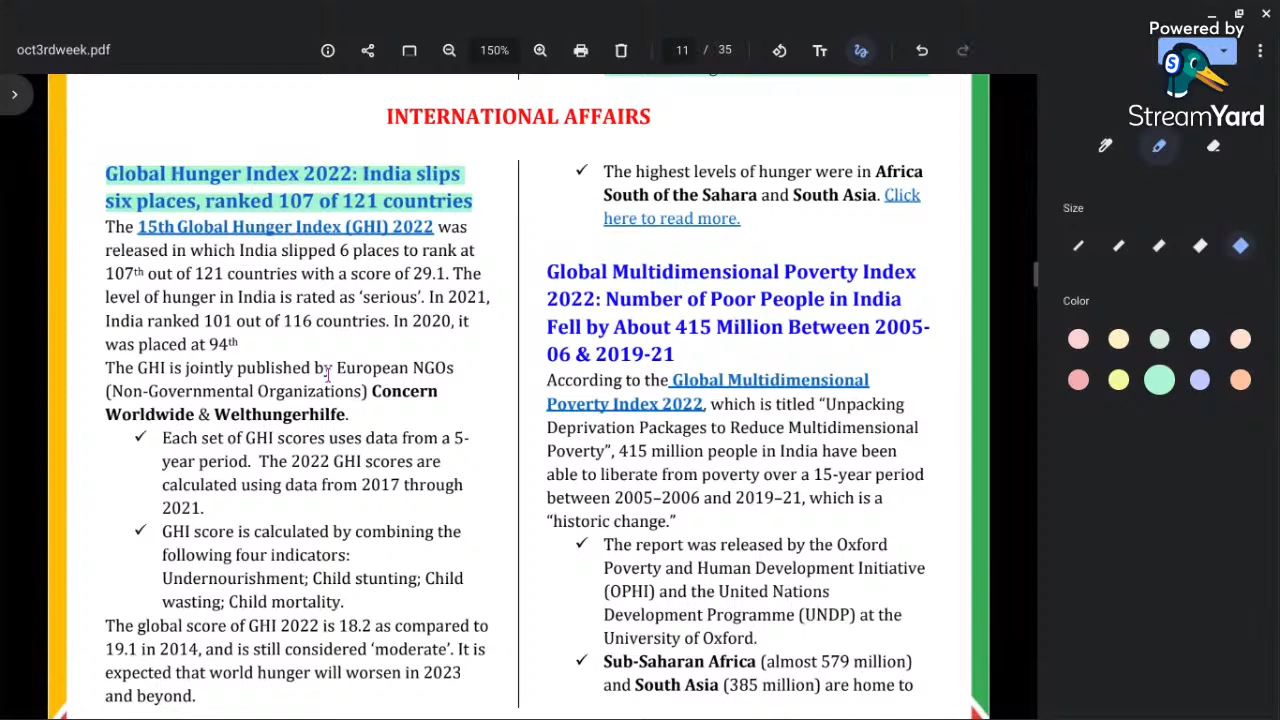 Powered by
StreamYard
oct3rdweek.pdf
150%
11 / 35
INTERNATIONAL AFFAIRS
Global Hunger Index 2022: India slips
six places, ranked 107 of 121 countries
The 15th Global Hunger Index (GHI) 2022 was
released in which India slipped 6 places to rank at
107th out of 121 countries with a score of 29.1. The
level of hunger in India is rated as ‘serious’. In 2021,
India ranked 101 out of 116 countries. In 2020, it
was placed at 94th
The GHI is jointly published by European NGOs
(Non-Governmental Organizations) Concern
Worldwide & Welthungerhilfe.
✓ Each set of GHI scores uses data from a 5-
year period. The 2022 GHI scores are
calculated using data from 2017 through
2021.
✓ GHI score is calculated by combining the
following four indicators:
Undernourishment; Child stunting; Child
wasting; Child mortality.
The global score of GHI 2022 is 18.2 as compared to
19.1 in 2014, and is still considered ‘moderate’. It is
expected that world hunger will worsen in 2023
and beyond.
✓ The highest levels of hunger were in Africa
South of the Sahara and South Asia. Click
here to read more.
Global Multidimensional Poverty Index
2022: Number of Poor People in India
Fell by About 415 Million Between 2005-
06 & 2019-21
According to the Global Multidimensional
Poverty Index 2022, which is titled “Unpacking
Deprivation Packages to Reduce Multidimensional
Poverty”, 415 million people in India have been
able to liberate from poverty over a 15-year period
between 2005–2006 and 2019–21, which is a
“historic change.”
✓ The report was released by the Oxford
Poverty and Human Development Initiative
(OPHI) and the United Nations
Development Programme (UNDP) at the
University of Oxford.
✓ Sub-Saharan Africa (almost 579 million)
and South Asia (385 million) are home to
Size
Color